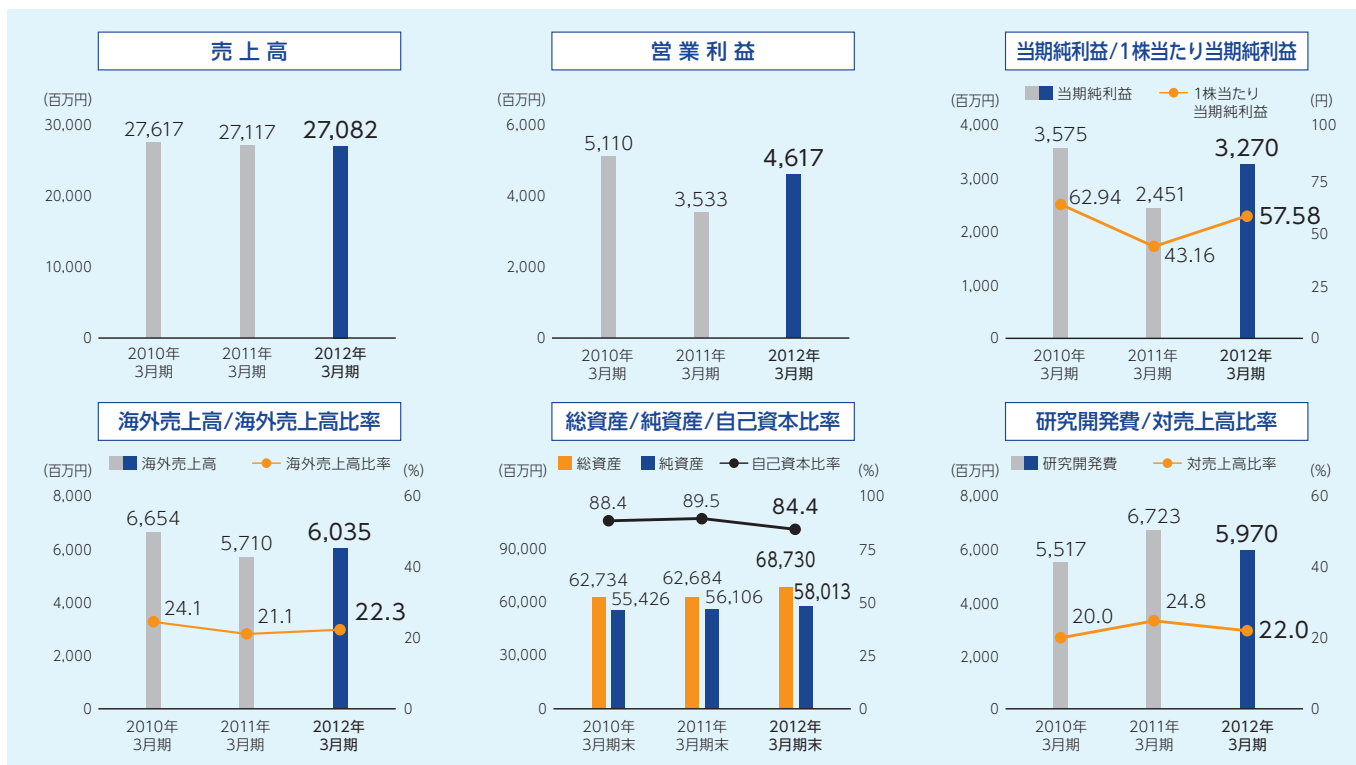 売上高
(百万円)
30,000
20,000
10,000
0
27,617
27,117
27,082
2010年
3月期
2011年
3月期
2012年
3月期
営業利益
(百万円)
6,000
4,000
2,000
0
5,110
3,533
4,617
2010年
3月期
2011年
3月期
2012年
3月期
当期純利益/1株当たり当期純利益
(百万円)
当期純利益
1株当たり
当期純利益
(円)
4,000
3,000
2,000
1,000
0
100
75
50
25
0
3,575
2,451
3,270
62.94
43.16
57.58
2010年
3月期
2011年
3月期
2012年
3月期
海外売上高/海外売上高比率
(百万円)
海外売上高
海外売上高比率
(%)
8,000
6,000
4,000
2,000
0
60
40
20
0
6,654
5,710
6,035
24.1
21.1
22.3
2010年
3月期
2011年
3月期
2012年
3月期
総資産/純資産/自己資本比率
(百万円)
総資産
純資産
自己資本比率
(%)
90,000
60,000
30,000
0
100
75
50
25
0
88.4
89.5
84.4
62,734
55,426
62,684
56,106
68,730
58,013
2010年
3月期末
2011年
3月期末
2012年
3月期末
研究開発費/対売上高比率
(百万円)
研究開発費
対売上高比率
(%)
8,000
6,000
4,000
2,000
0
60
40
20
0
5,517
6,723
5,970
20.0
24.8
22.0
2010年
3月期
2011年
3月期
2012年
3月期